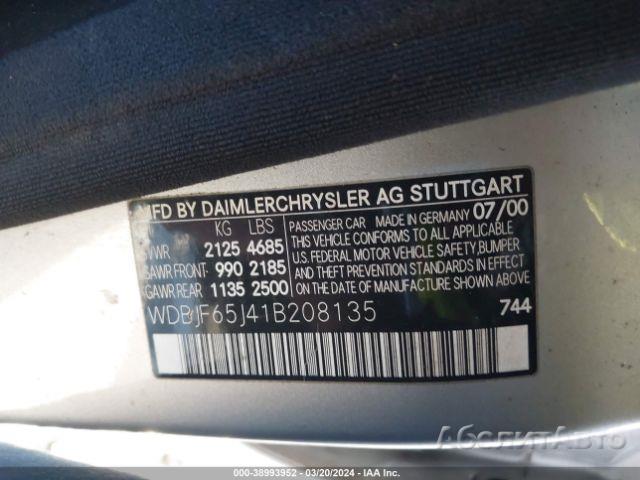 MFD BY DAIMLERCHRYSLER AG STUTTGART
KG LBS
GVWR 2125 4685
GAWR FRONT- 990 2185
GAWR REAR 1135 2500
PASSENGER CAR MADE IN GERMANY 07/00
THIS VEHICLE CONFORMS TO ALL APPLICABLE
U.S. FEDERAL MOTOR VEHICLE SAFETY, BUMPER
AND THEFT PREVENTION STANDARDS IN EFFECT
ON THE DATE OF MANUFACTURE SHOWN ABOVE
WDBJF65J41B208135
744
АбсолютАвто
000-38993952 - 03/20/2024 - IAA Inc.